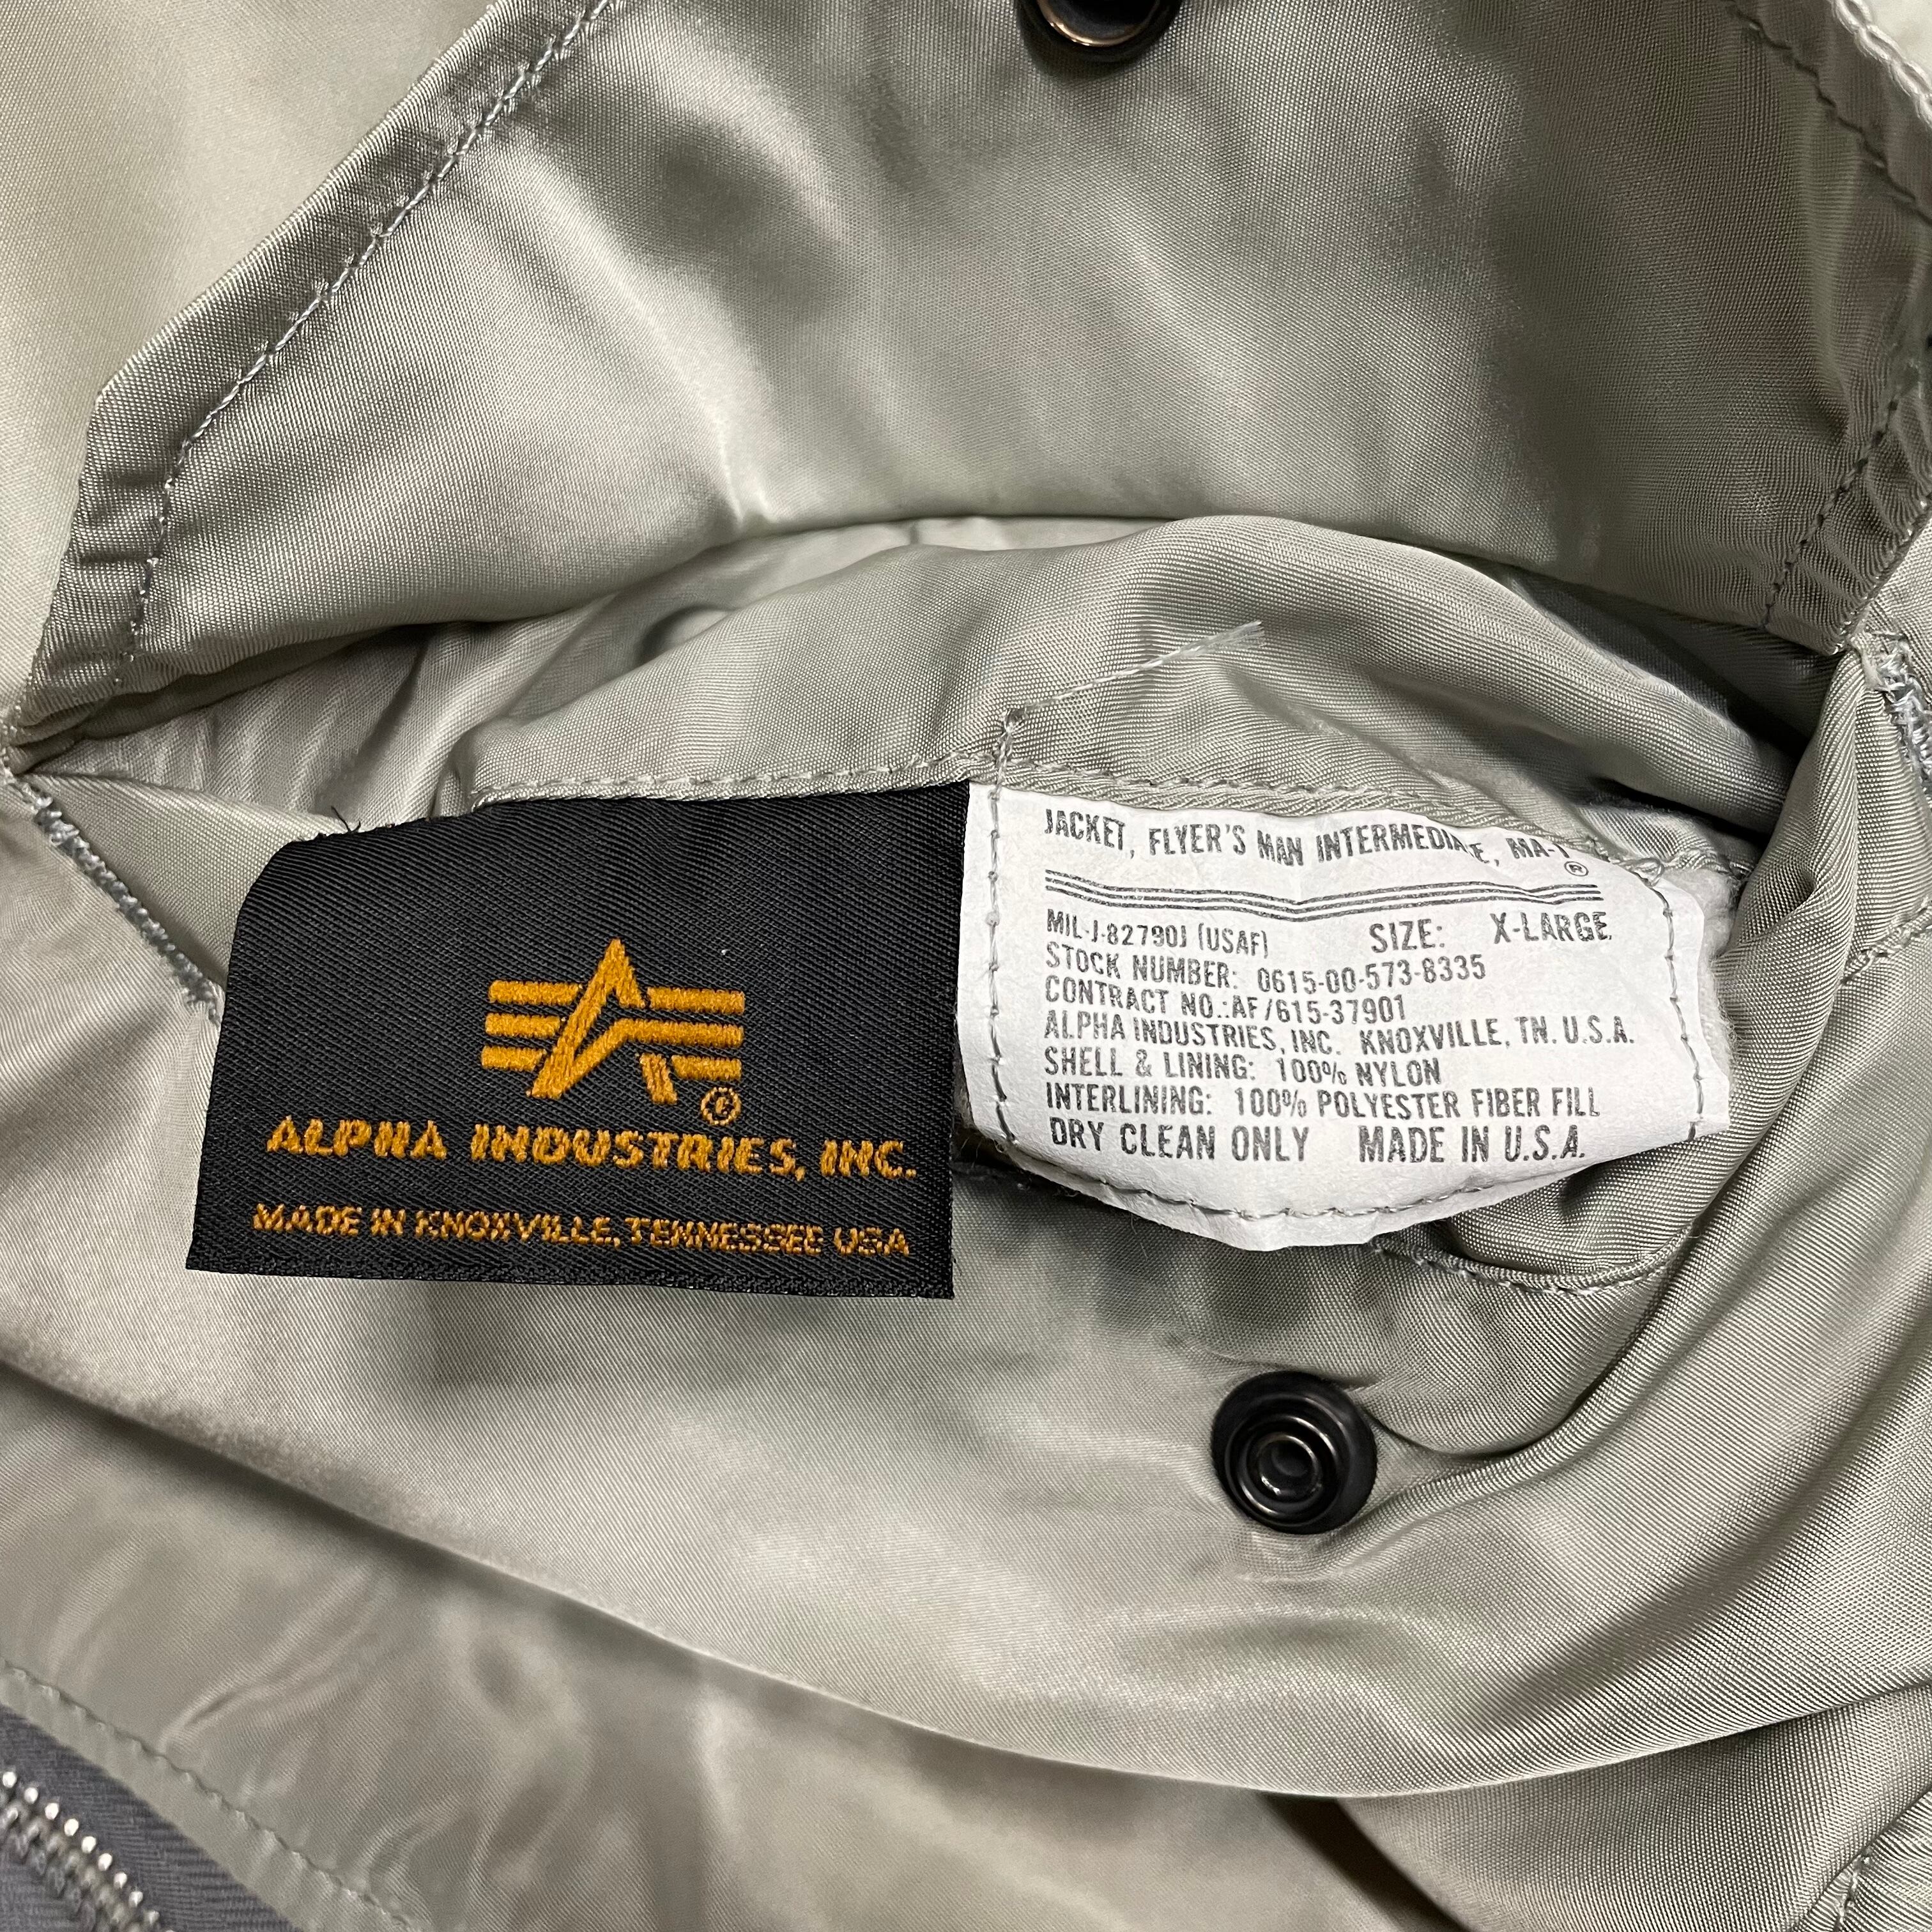 ALPHA INDUSTRIES, INC.
MADE IN KNOXVILLE, TENNESSEE USA
JACKET, FLYER'S MAN INTERMEDIATE, MA-1
®
MIL-J-82790J (USAF) SIZE: X-LARGE
STOCK NUMBER: 0615-00-573-8335
CONTRACT NO.:AF/615-37901
ALPHA INDUSTRIES, INC. KNOXVILLE, TN. U.S.A.
SHELL & LINING: 100% NYLON
INTERLINING: 100% POLYESTER FIBER FILL
DRY CLEAN ONLY MADE IN U.S.A.